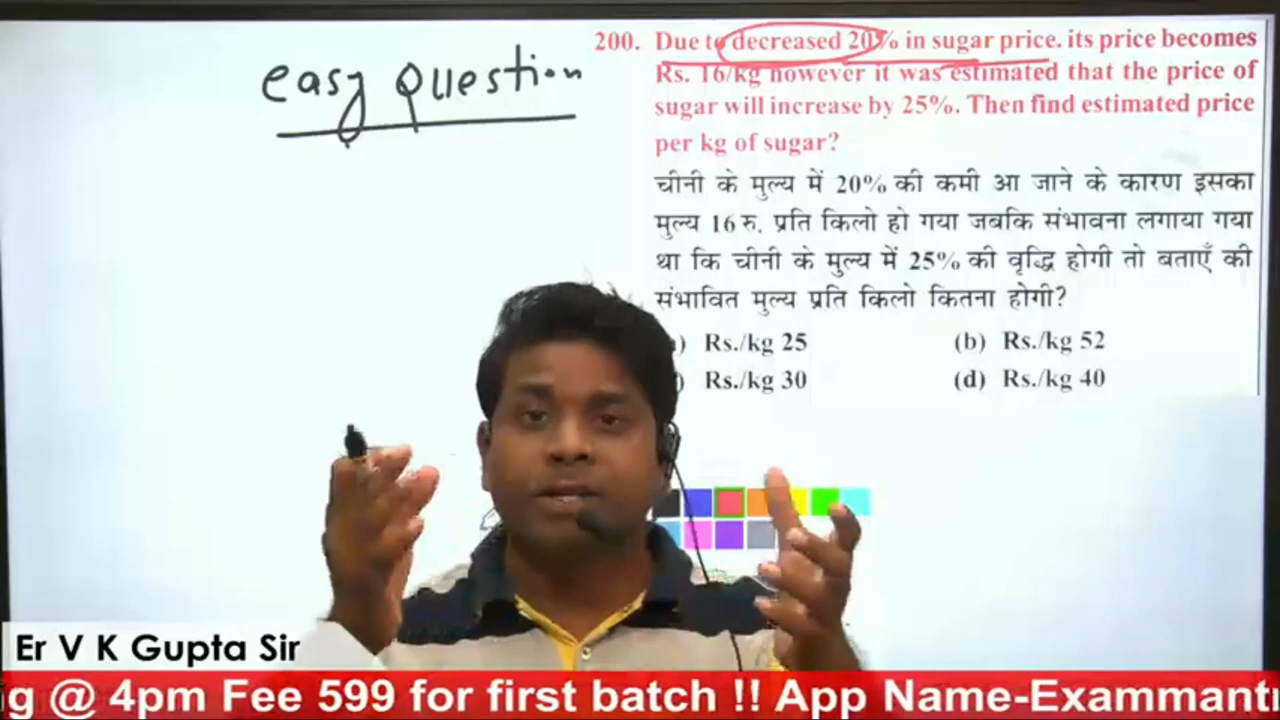 easy Question
200. Due to decreased 20% in sugar price. its price becomes
Rs. 16/kg however it was estimated that the price of
sugar will increase by 25%. Then find estimated price
per kg of sugar?
चीनी के मुल्य में 20% की कमी आ जाने के कारण इसका
मुल्य 16 रु. प्रति किलो हो गया जबकि संभावना लगाया गया
था कि चीनी के मुल्य में 25% की वृद्धि होगी तो बताएँ की
संभावित मुल्य प्रति किलो कितना होगी?
) Rs./kg 25 (b) Rs./kg 52
) Rs./kg 30 (d) Rs./kg 40
Er V K Gupta Sir
g @ 4pm Fee 599 for first batch !! App Name-Exammant